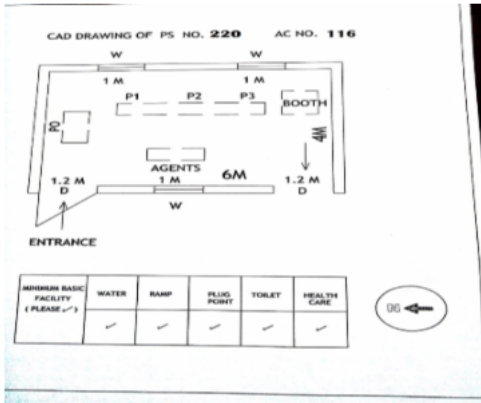 CAD DRAWING OF PS NO. 220 AC NO. 116
W W
1 M 1 M
P1 P2 P3
BOOTH
PO
4M
AGENTS
1.2 M 1 M 6M 1.2 M
D D
W
ENTRANCE
MINIMUM BASIC FACILITY ( PLEASE ✓ ) WATER RAMP PLUG POINT TOILET HEALTH CARE
✓ ✓ ✓ ✓ ✓
N